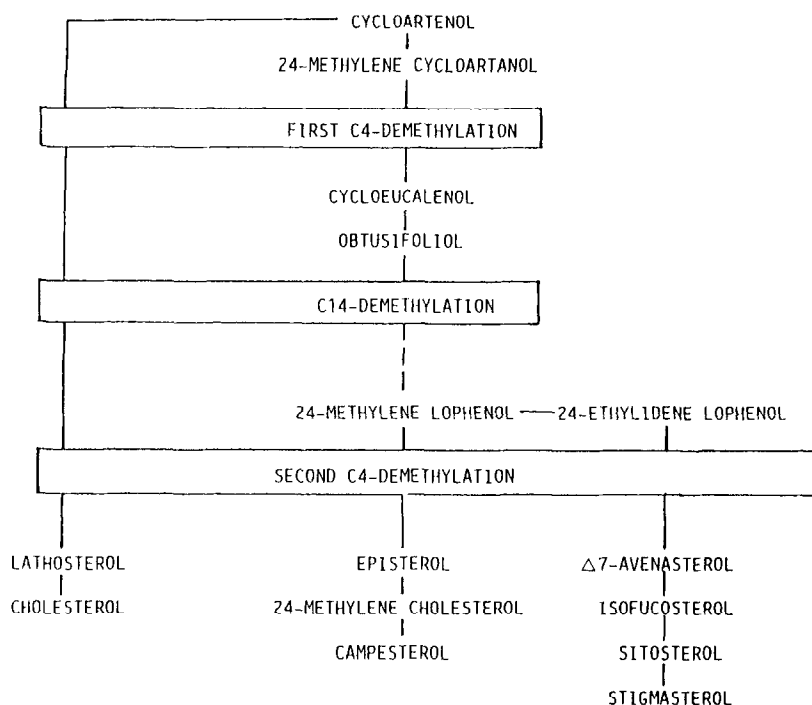 CYCLOARTENOL
24-METHYLENE CYCLOARTANOL
FIRST C4-DEMETHYLATION
CYCLOEUCALENOL
OBTUSIFOLIOL
C14-DEMETHYLATION
24-METHYLENE LOPHENOL 24-ETHYLIDENE LOPHENOL
SECOND C4-DEMETHYLATION
LATHOSTEROL EPISTEROL △7-AVENASTEROL
CHOLESTEROL 24-METHYLENE CHOLESTEROL ISOFUCOSTEROL
CAMPESTEROL SITOSTEROL
STIGMASTEROL